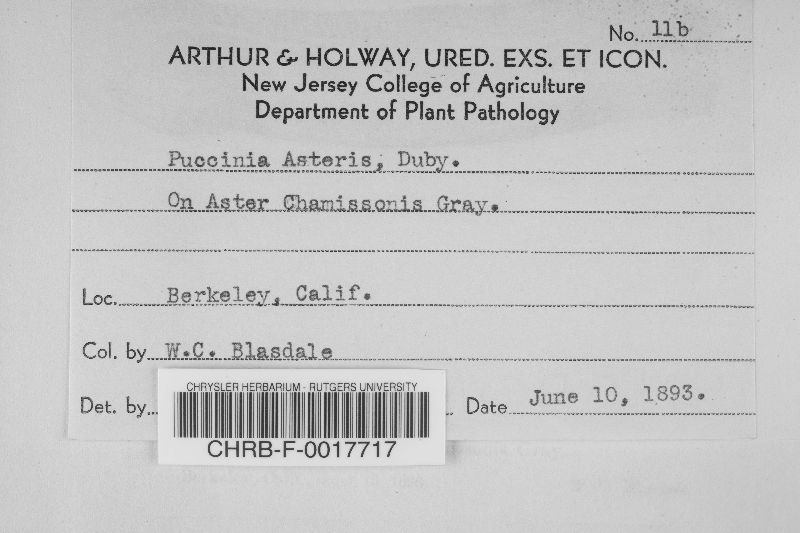 No. 11b
ARTHUR & HOLWAY, URED. EXS. ET ICON.
New Jersey College of Agriculture
Department of Plant Pathology
Puccinia Asteris, Duby.
On Aster Chamissonis Gray.
Loc. Berkeley, Calif.
Col. by W.C. Blasdale
Det. by Date June 10, 1893.
CHRYSLER HERBARIUM - RUTGERS UNIVERSITY
CHRB-F-0017717